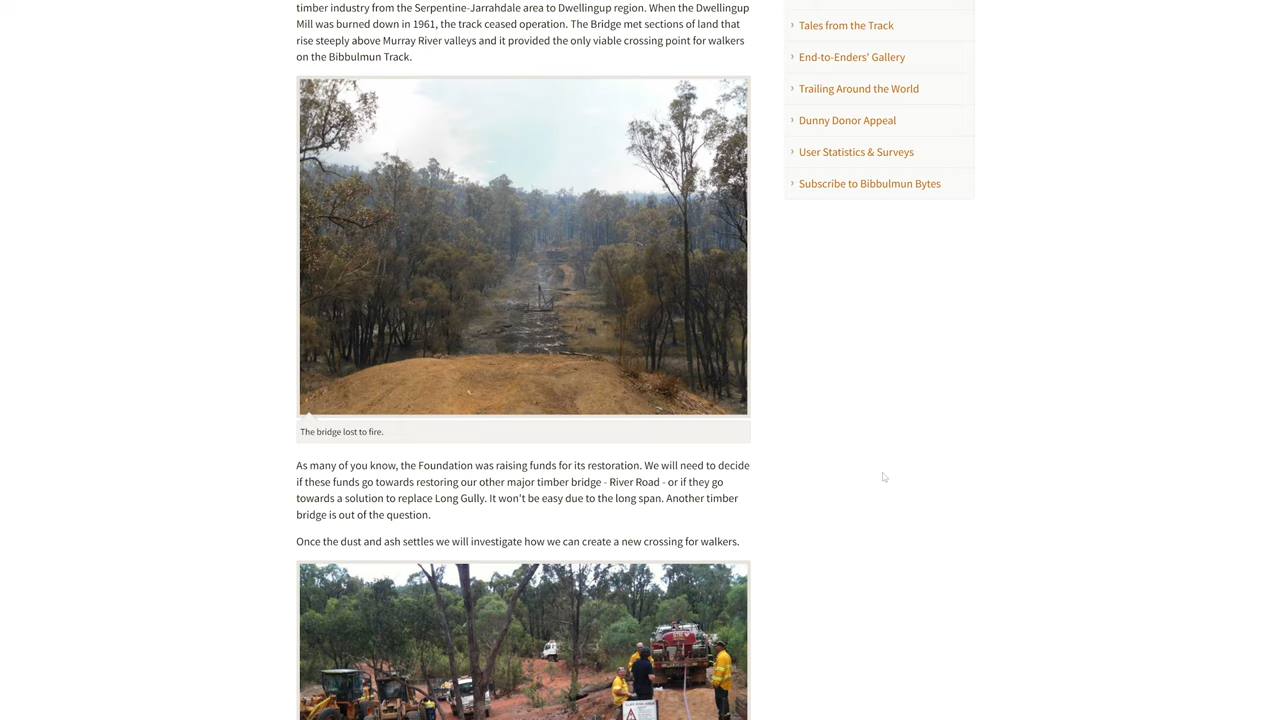 timber industry from the Serpentine-Jarrahdale area to Dwellingup region. When the Dwellingup
Mill was burned down in 1961, the track ceased operation. The Bridge met sections of land that
rise steeply above Murray River valleys and it provided the only viable crossing point for walkers
on the Bibbulmun Track.
The bridge lost to fire.
As many of you know, the Foundation was raising funds for its restoration. We will need to decide
if these funds go towards restoring our other major timber bridge - River Road - or if they go
towards a solution to replace Long Gully. It won't be easy due to the long span. Another timber
bridge is out of the question.
Once the dust and ash settles we will investigate how we can create a new crossing for walkers.
› Tales from the Track
› End-to-Enders' Gallery
› Trailing Around the World
› Dunny Donor Appeal
› User Statistics & Surveys
› Subscribe to Bibbulmun Bytes